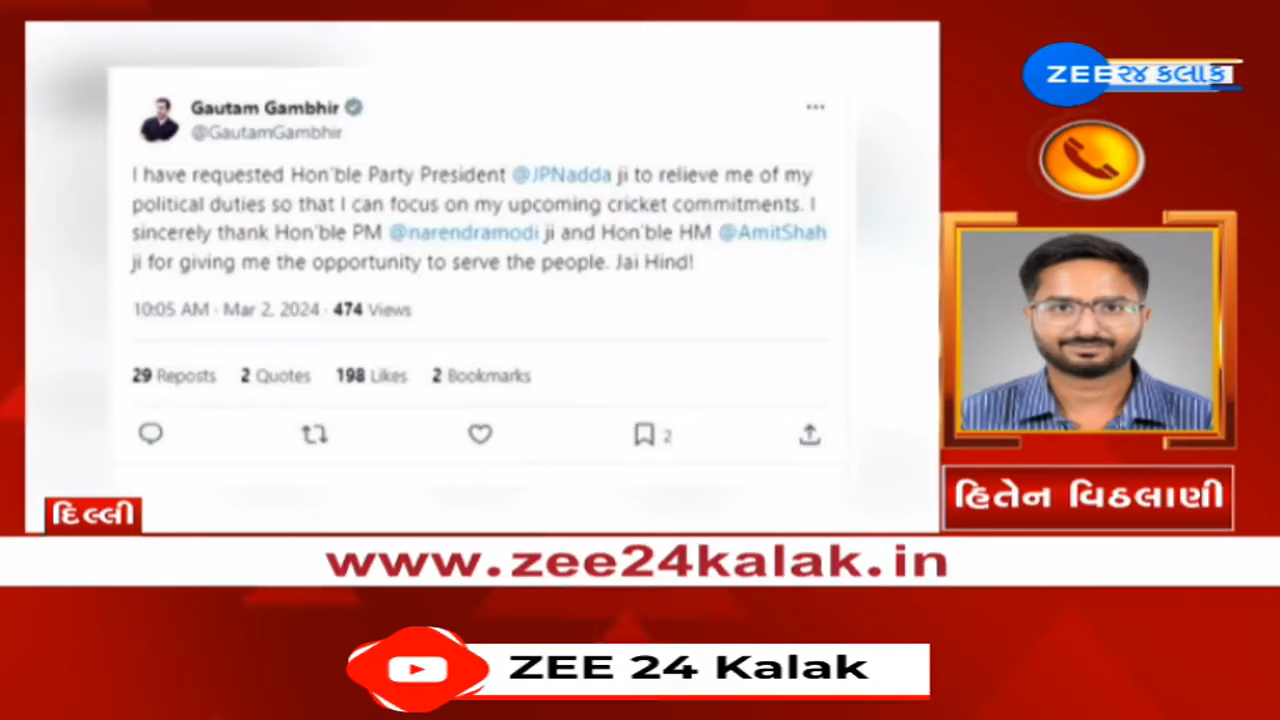 Gautam Gambhir
@GautamGambhir
I have requested Hon'ble Party President @JPNadda ji to relieve me of my
political duties so that I can focus on my upcoming cricket commitments. I
sincerely thank Hon'ble PM @narendramodi ji and Hon'ble HM @AmitShah
ji for giving me the opportunity to serve the people. Jai Hind!
10:05 AM · Mar 2, 2024 · 474 Views
29 Reposts 2 Quotes 198 Likes 2 Bookmarks
2
દિલ્લી
ZEE ૨૪ કલાક
હિતેન વિઠલાણી
www.zee24kalak.in
ZEE 24 Kalak